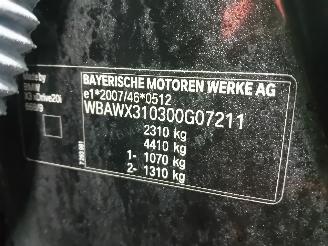 BAYERISCHE MOTOREN WERKE AG
e1*2007/46*0512
WBAWX310300G07211
2310 kg
4410 kg
1- 1070 kg
2- 1310 kg